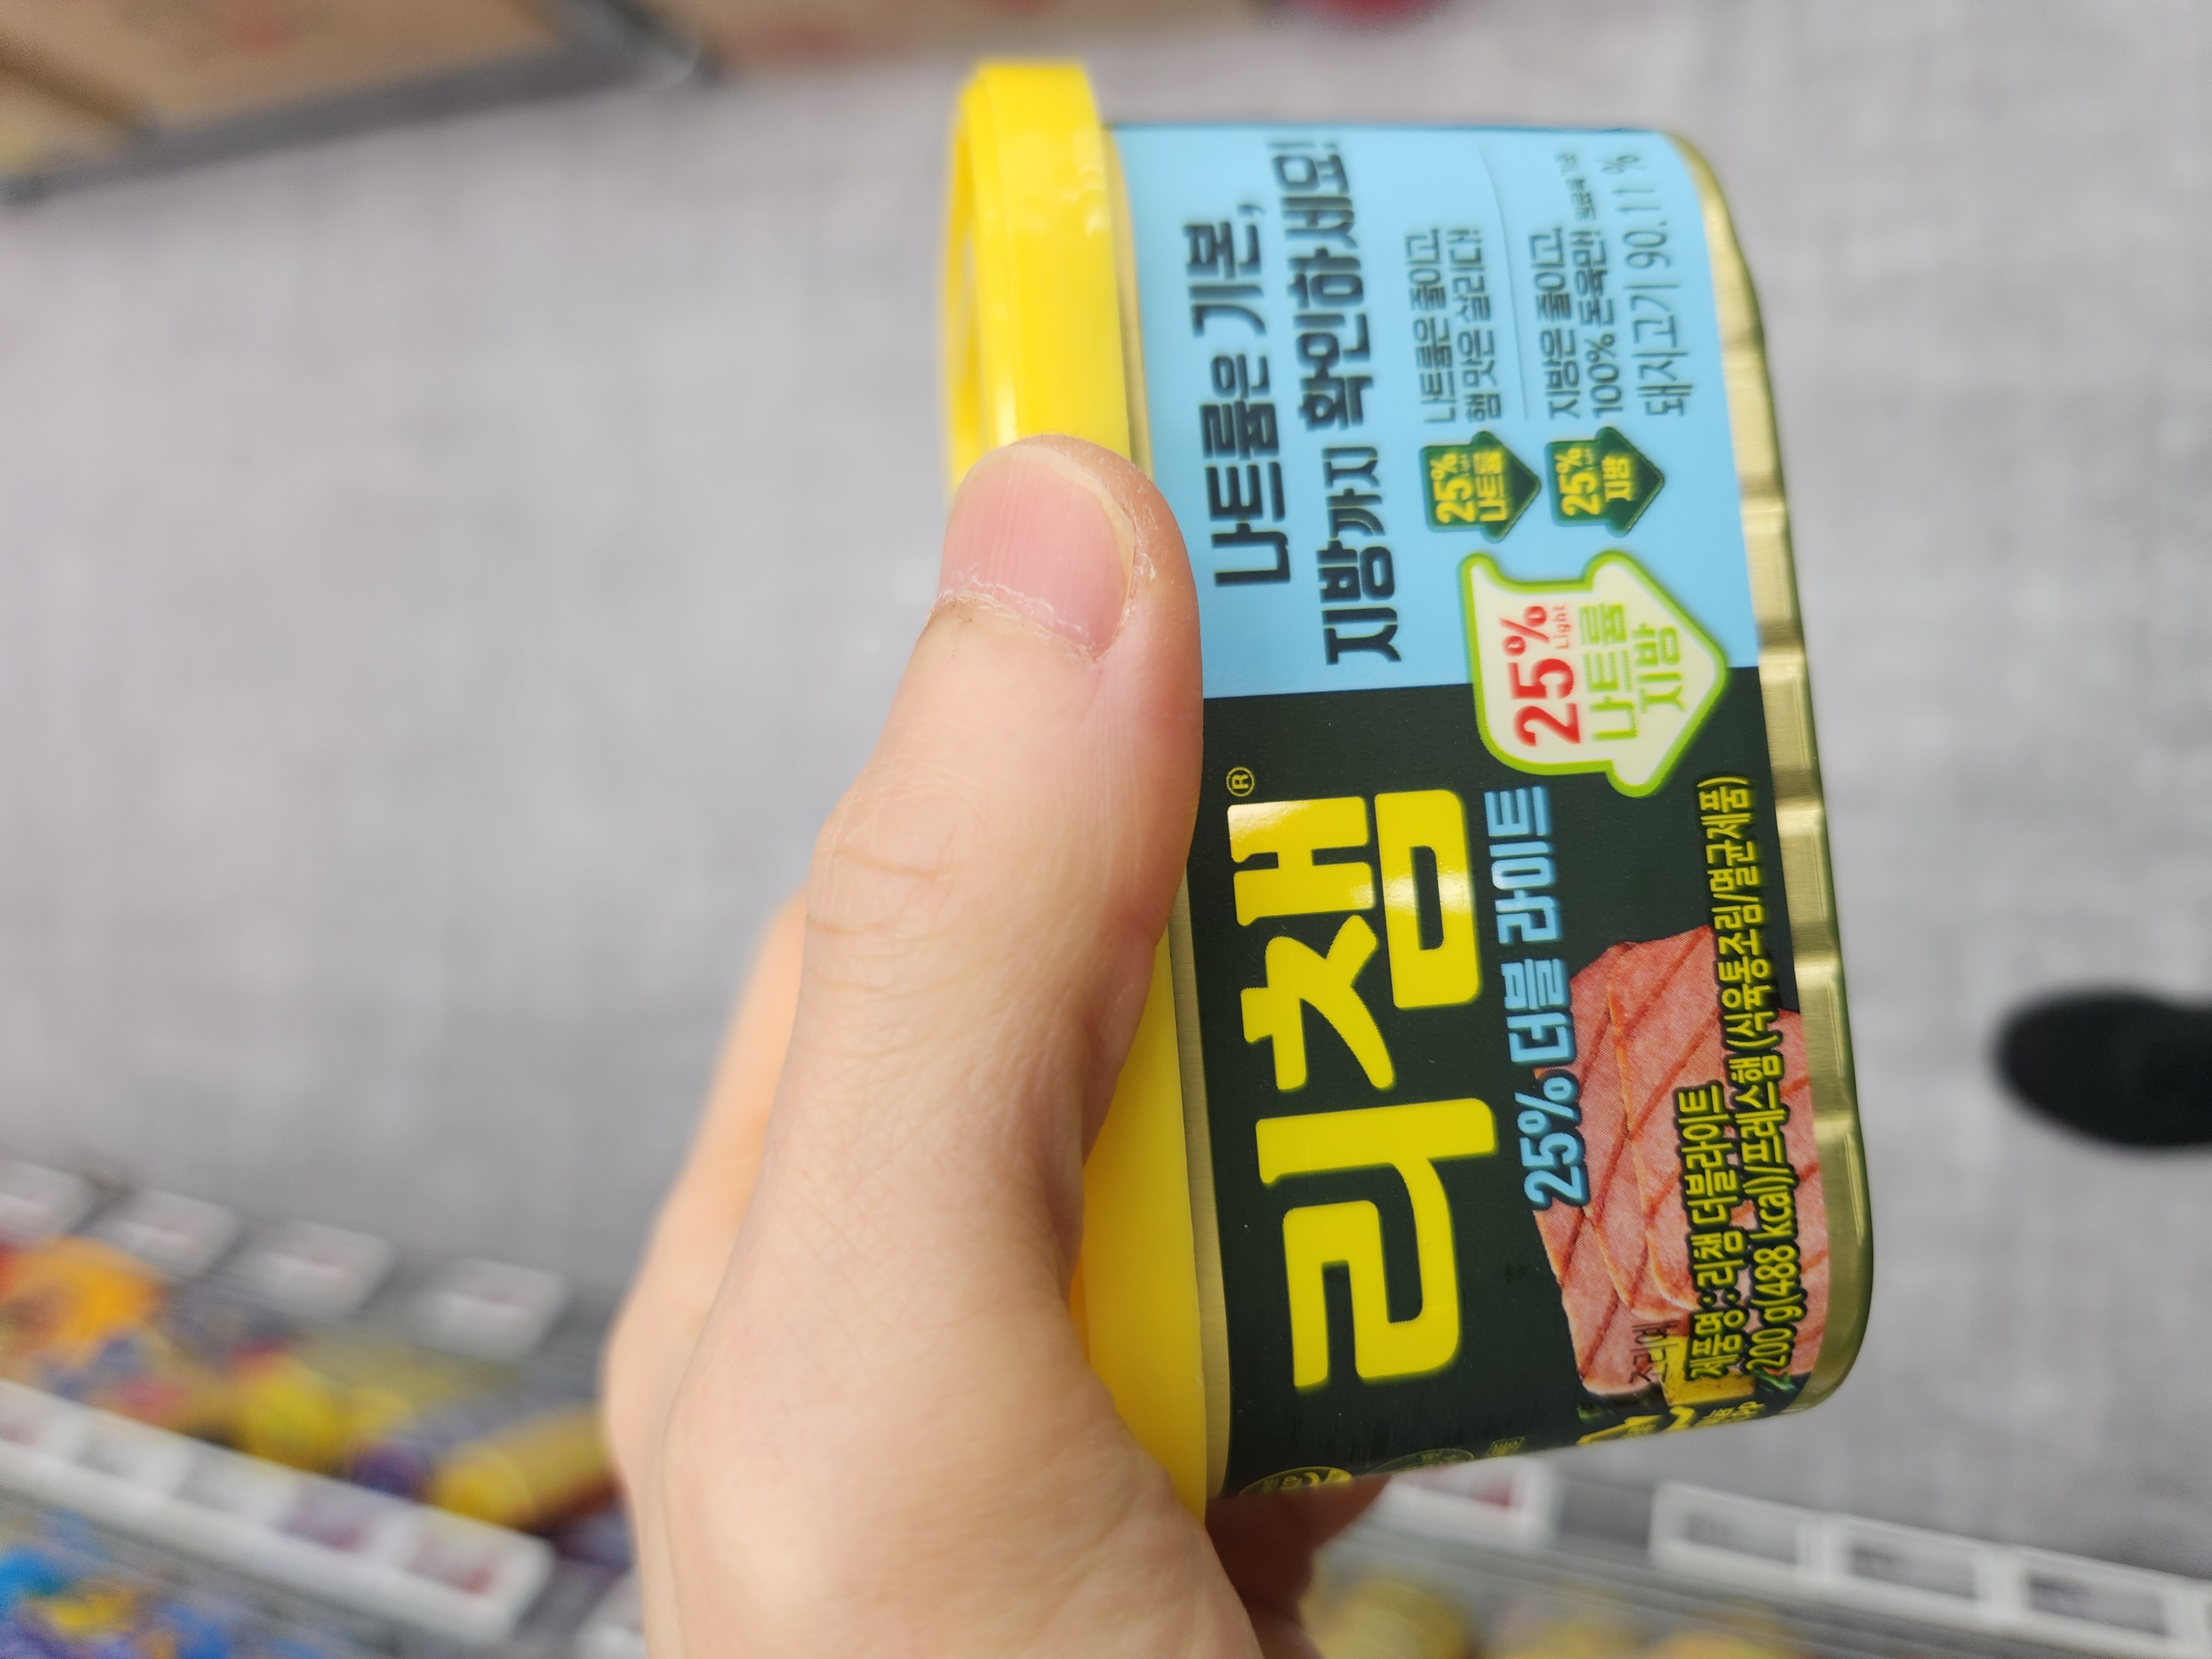 리챔®
25% 더블 라이트
25%
Light
나트륨
지방
조리예
제품명 : 리챔 더블라이트
200 g(488 kcal)/프레스햄 (식육통조림/멸균제품)
나트륨은 기본,
지방까지 확인하세요!
25%
나트륨
나트륨은 줄이고,
햄 맛은 살리다!
25%
지방
지방은 줄이고,
100% 돈육만!
돼지고기 90.11 %